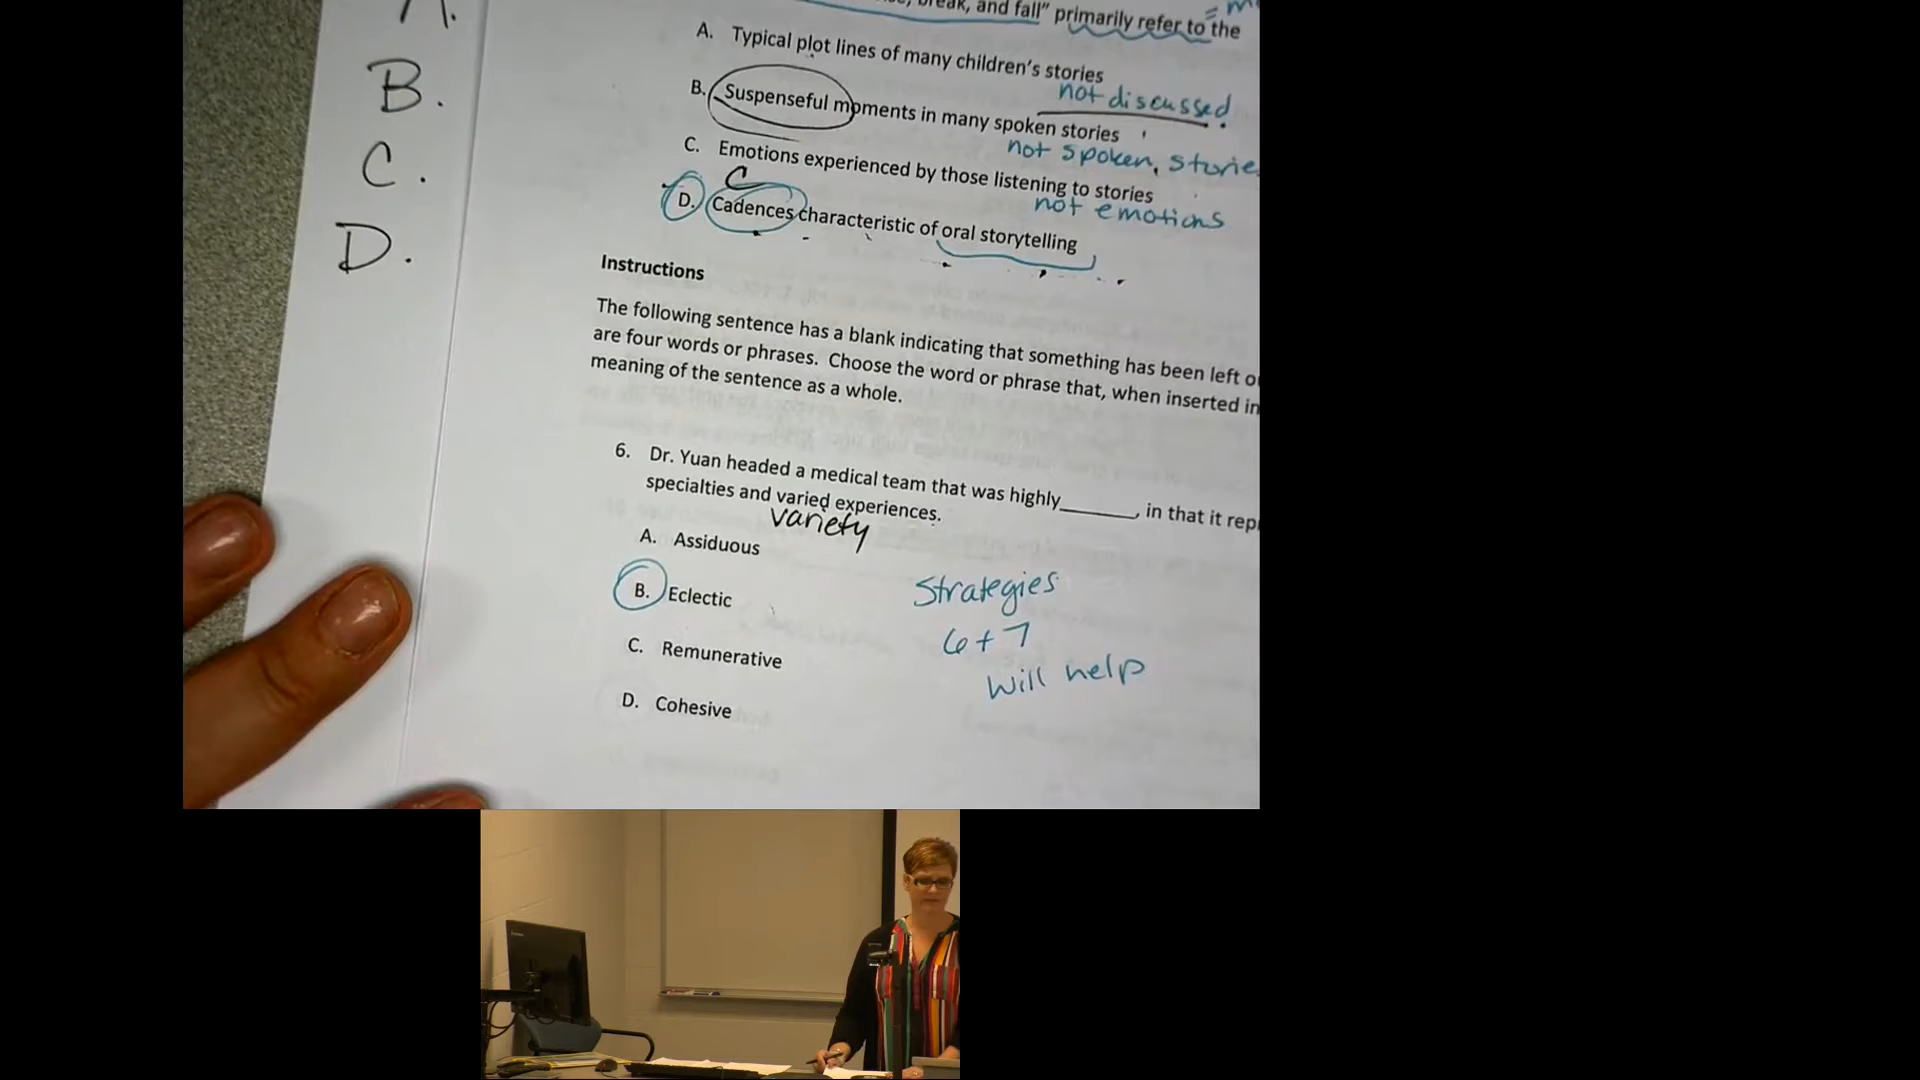 A.
B.
C.
D.
break, and fall" primarily refer to the
A. Typical plot lines of many children's stories
not discussed
B. Suspenseful moments in many spoken stories
not spoken, storie
C. Emotions experienced by those listening to stories
not emotions
C
D. Cadences characteristic of oral storytelling
Instructions
The following sentence has a blank indicating that something has been left o
are four words or phrases. Choose the word or phrase that, when inserted in
meaning of the sentence as a whole.
6. Dr. Yuan headed a medical team that was highly_______, in that it rep
specialties and varied experiences.
variety
A. Assiduous
B. Eclectic
C. Remunerative
D. Cohesive
Strategies
6+7
will help